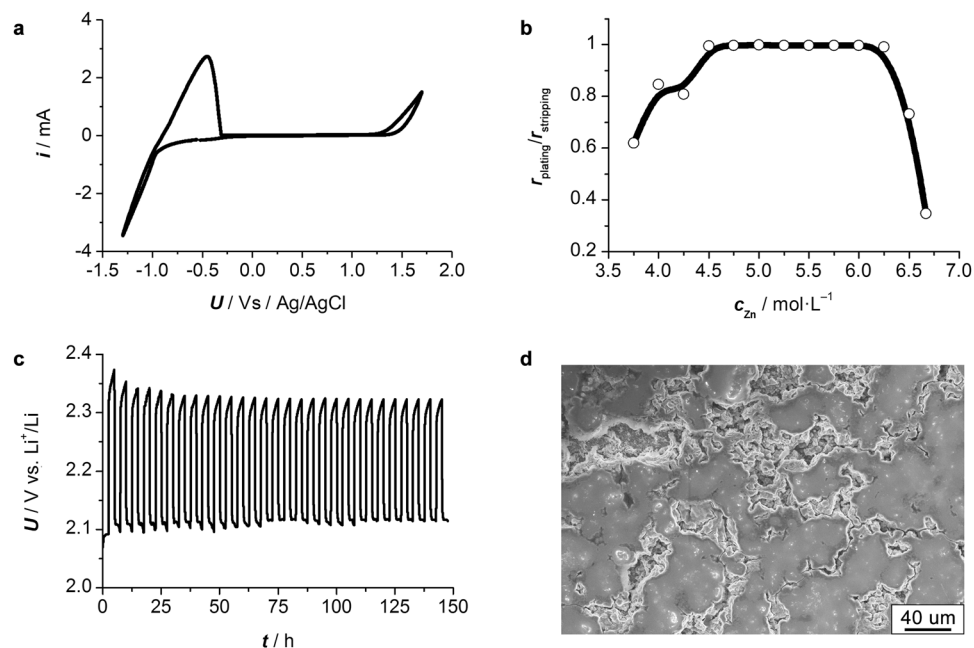 a
4
2
0
-2
-4
i / mA
-1.5 -1.0 -0.5 0.0 0.5 1.0 1.5 2.0
U / Vs / Ag/AgCl
b
1
0.8
0.6
0.4
0.2
r plating/r stripping
3.5 4.0 4.5 5.0 5.5 6.0 6.5 7.0
c Zn / mol·L⁻¹
c
2.4
2.3
2.2
2.1
2.0
U / V vs. Li⁺/Li
0 25 50 75 100 125 150
t / h
d
40 um